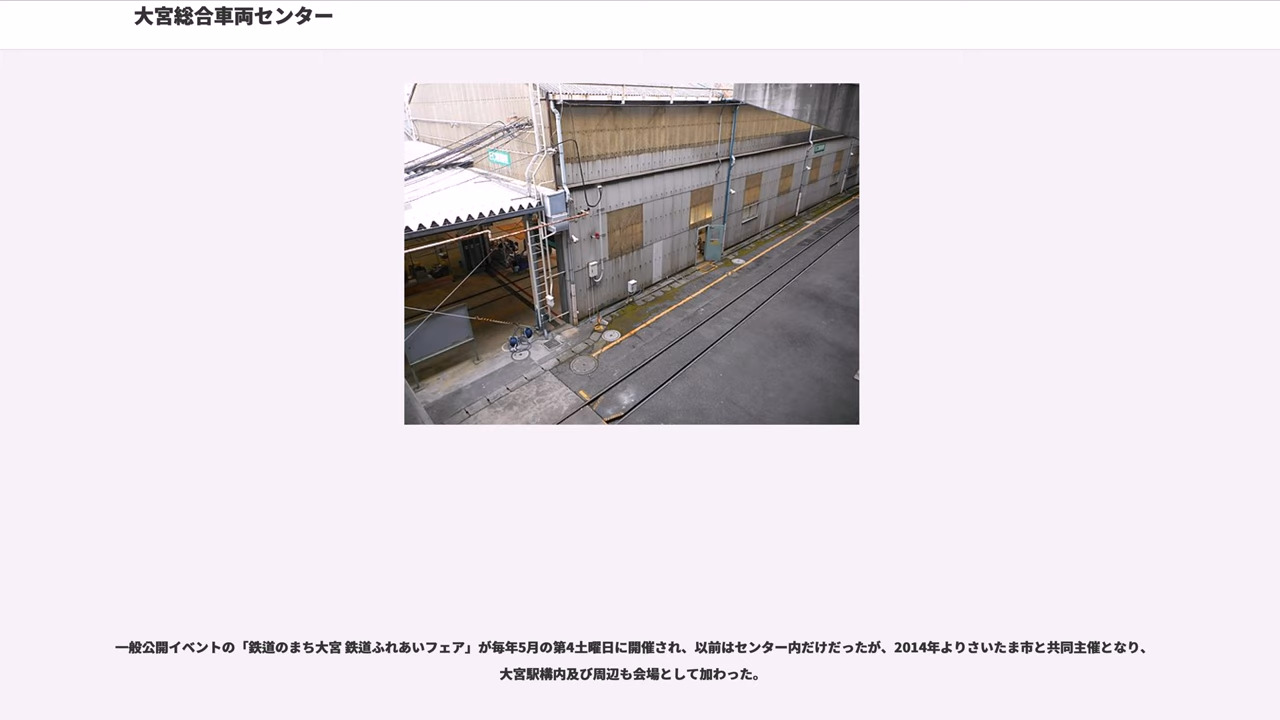 大宮総合車両センター
一般公開イベントの「鉄道のまち大宮 鉄道ふれあいフェア」が毎年5月の第4土曜日に開催され、以前はセンター内だけだったが、2014年よりさいたま市と共同主催となり、
大宮駅構内及び周辺も会場として加わった。